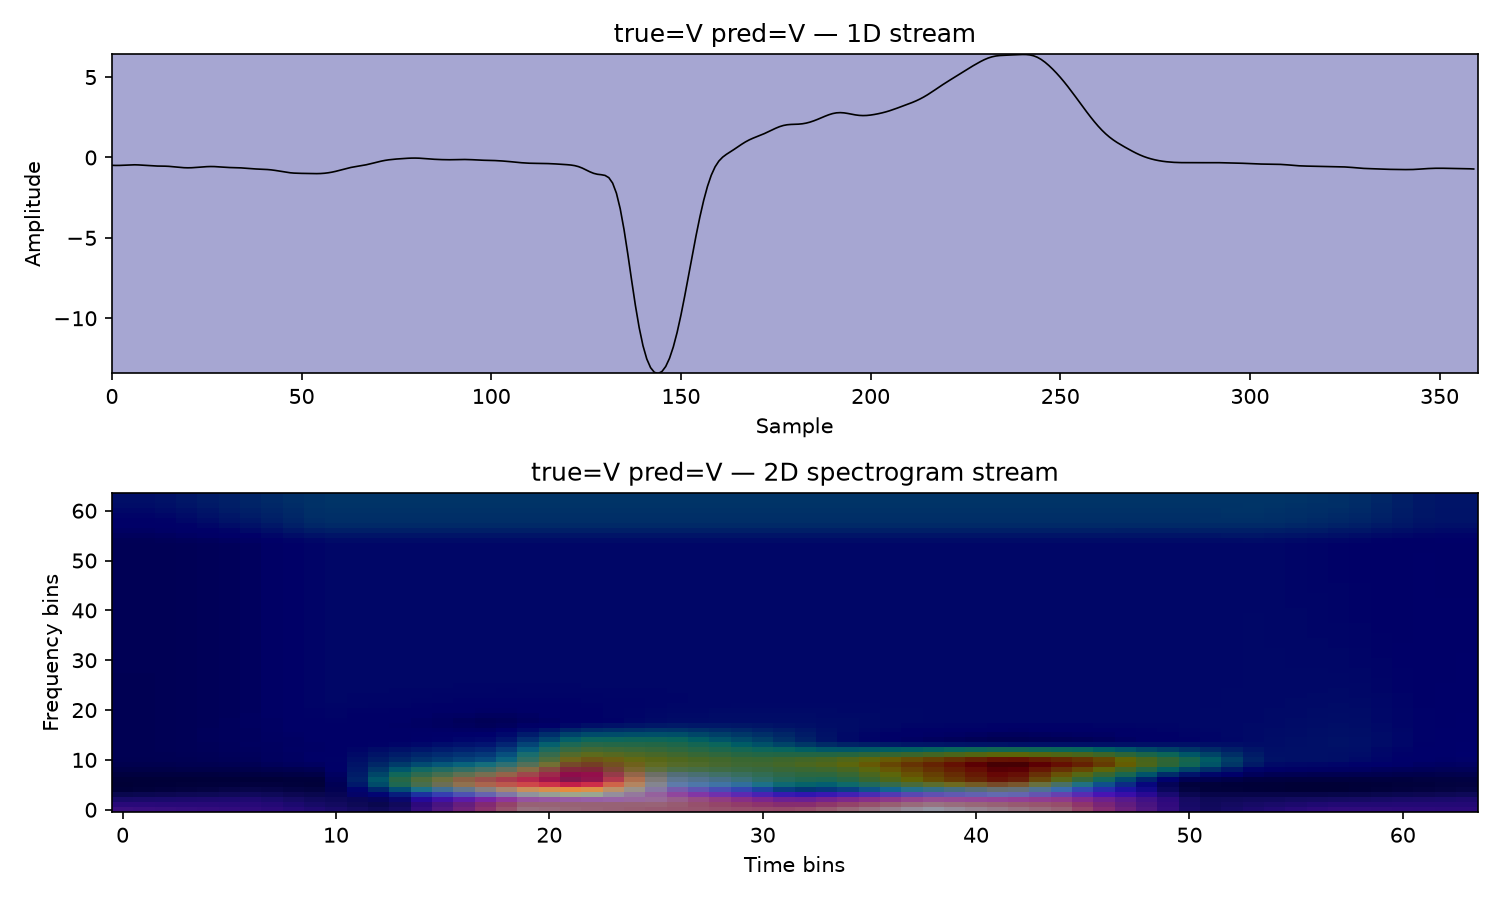 true=V pred=V — 1D stream
5
0
−5
−10
Amplitude
0 50 100 150 200 250 300 350
Sample
true=V pred=V — 2D spectrogram stream
60
50
40
30
20
10
0
Frequency bins
0 10 20 30 40 50 60
Time bins